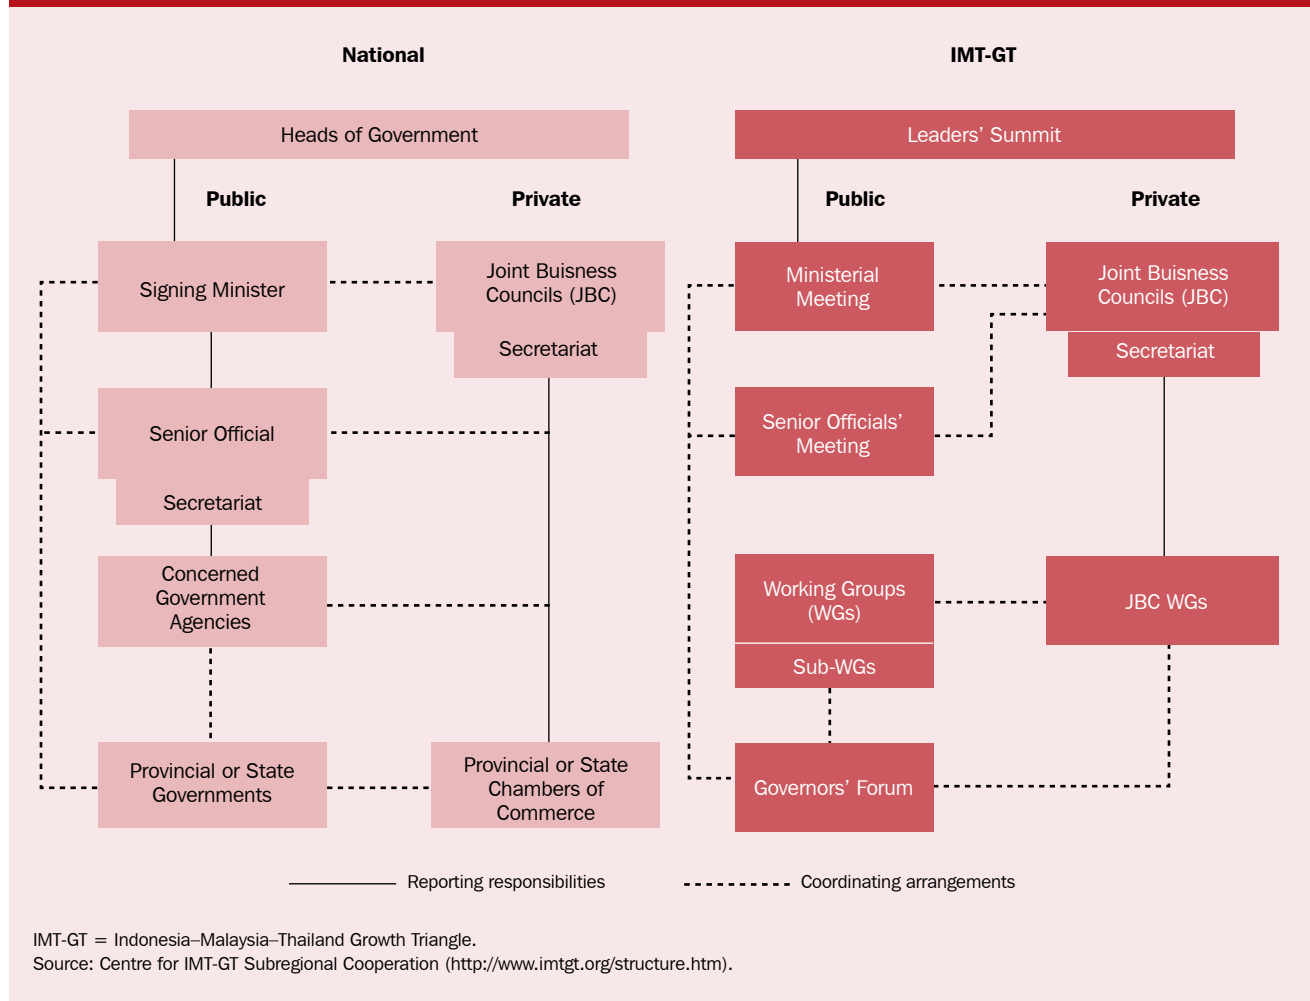 National
Heads of Government
Public
Private
Signing Minister
Joint Buisness
Councils (JBC)
Secretariat
Senior Official
Secretariat
Concerned
Government
Agencies
Provincial or State
Governments
Provincial or State
Chambers of
Commerce
IMT-GT
Leaders’ Summit
Public
Private
Ministerial
Meeting
Joint Buisness
Councils (JBC)
Secretariat
Senior Officials’
Meeting
Working Groups
(WGs)
Sub-WGs
JBC WGs
Governors’ Forum
Reporting responsibilities
Coordinating arrangements
IMT-GT = Indonesia–Malaysia–Thailand Growth Triangle.
Source: Centre for IMT-GT Subregional Cooperation (http://www.imtgt.org/structure.htm).